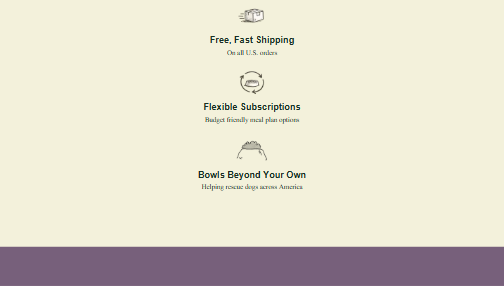 Free, Fast Shipping
On all U.S. orders
Flexible Subscriptions
Budget friendly meal plan options
Bowls Beyond Your Own
Helping rescue dogs across America